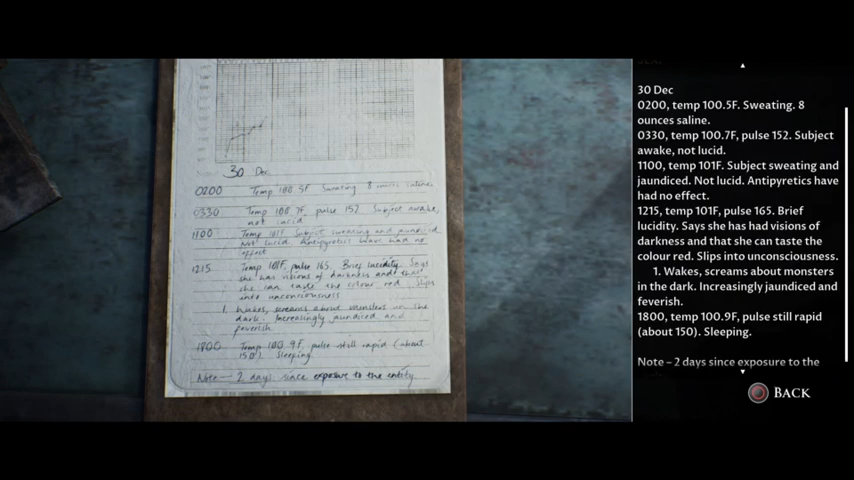 30 Dec
0200 Temp 100.5F Sweating 8 ounces saline
0330 Temp 100.7F, pulse 152 Subject awake,
not lucid
1100 Temp 101F Subject sweating and jaundiced
Not lucid Antipyretics have had no
effect
1215 Temp 101F, pulse 165, Brief lucidity. Says
she has visions of darkness and that
she can taste the colour red. Slips
into unconsciousness
1. Wakes, screams about monsters in the
dark. Increasingly jaundiced and
feverish
1800 Temp 100.9F, pulse still rapid (about
150). Sleeping.
Note — 2 days since exposure to the entity
30 Dec
0200, temp 100.5F. Sweating. 8
ounces saline.
0330, temp 100.7F, pulse 152. Subject
awake, not lucid.
1100, temp 101F. Subject sweating and
jaundiced. Not lucid. Antipyretics have
had no effect.
1215, temp 101F, pulse 165. Brief
lucidity. Says she has had visions of
darkness and that she can taste the
colour red. Slips into unconsciousness.
1. Wakes, screams about monsters
in the dark. Increasingly jaundiced and
feverish.
1800, temp 100.9F, pulse still rapid
(about 150). Sleeping.
Note – 2 days since exposure to the
BACK